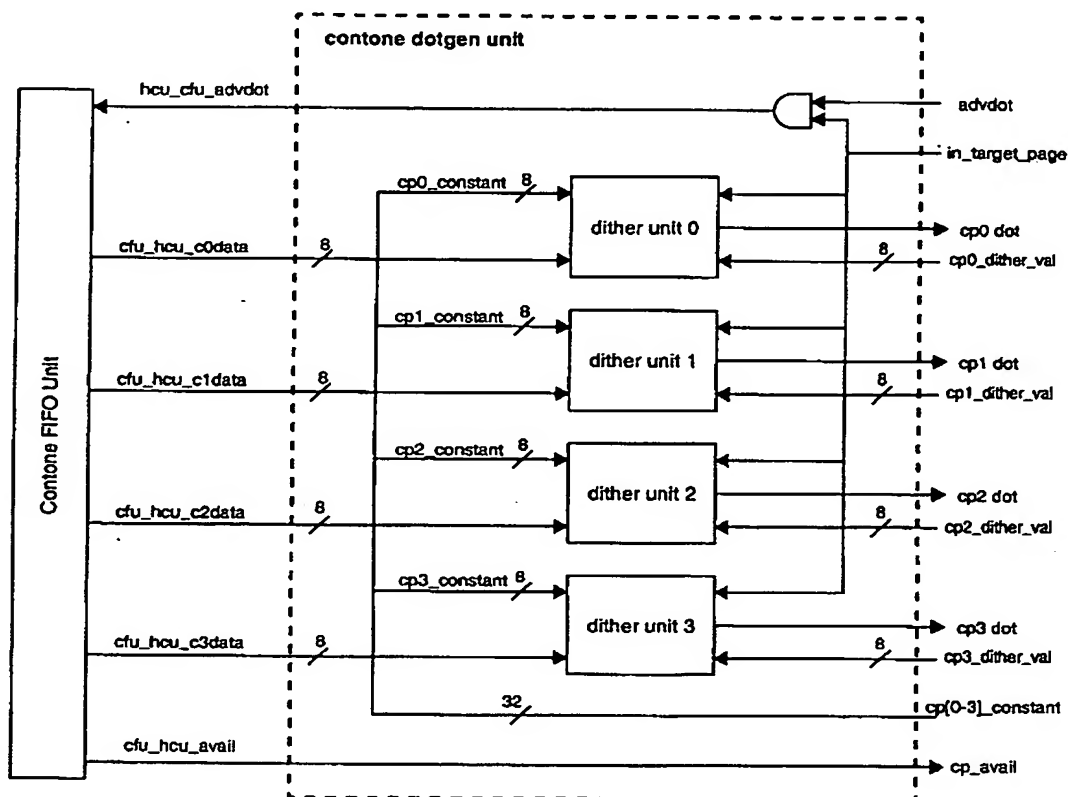 contone dotgen unit
hcu_cfu_advdot
advdot
in_target_page
cp0_constant 8
dither unit 0
cp0 dot
cfu_hcu_c0data 8
8 cp0_dither_val
cp1_constant 8
dither unit 1
cp1 dot
cfu_hcu_c1data 8
8 cp1_dither_val
Contone FIFO Unit
cp2_constant 8
dither unit 2
cp2 dot
cfu_hcu_c2data 8
8 cp2_dither_val
cp3_constant 8
dither unit 3
cp3 dot
cfu_hcu_c3data 8
8 cp3_dither_val
32 cp[0-3]_constant
cfu_hcu_avail
cp_avail